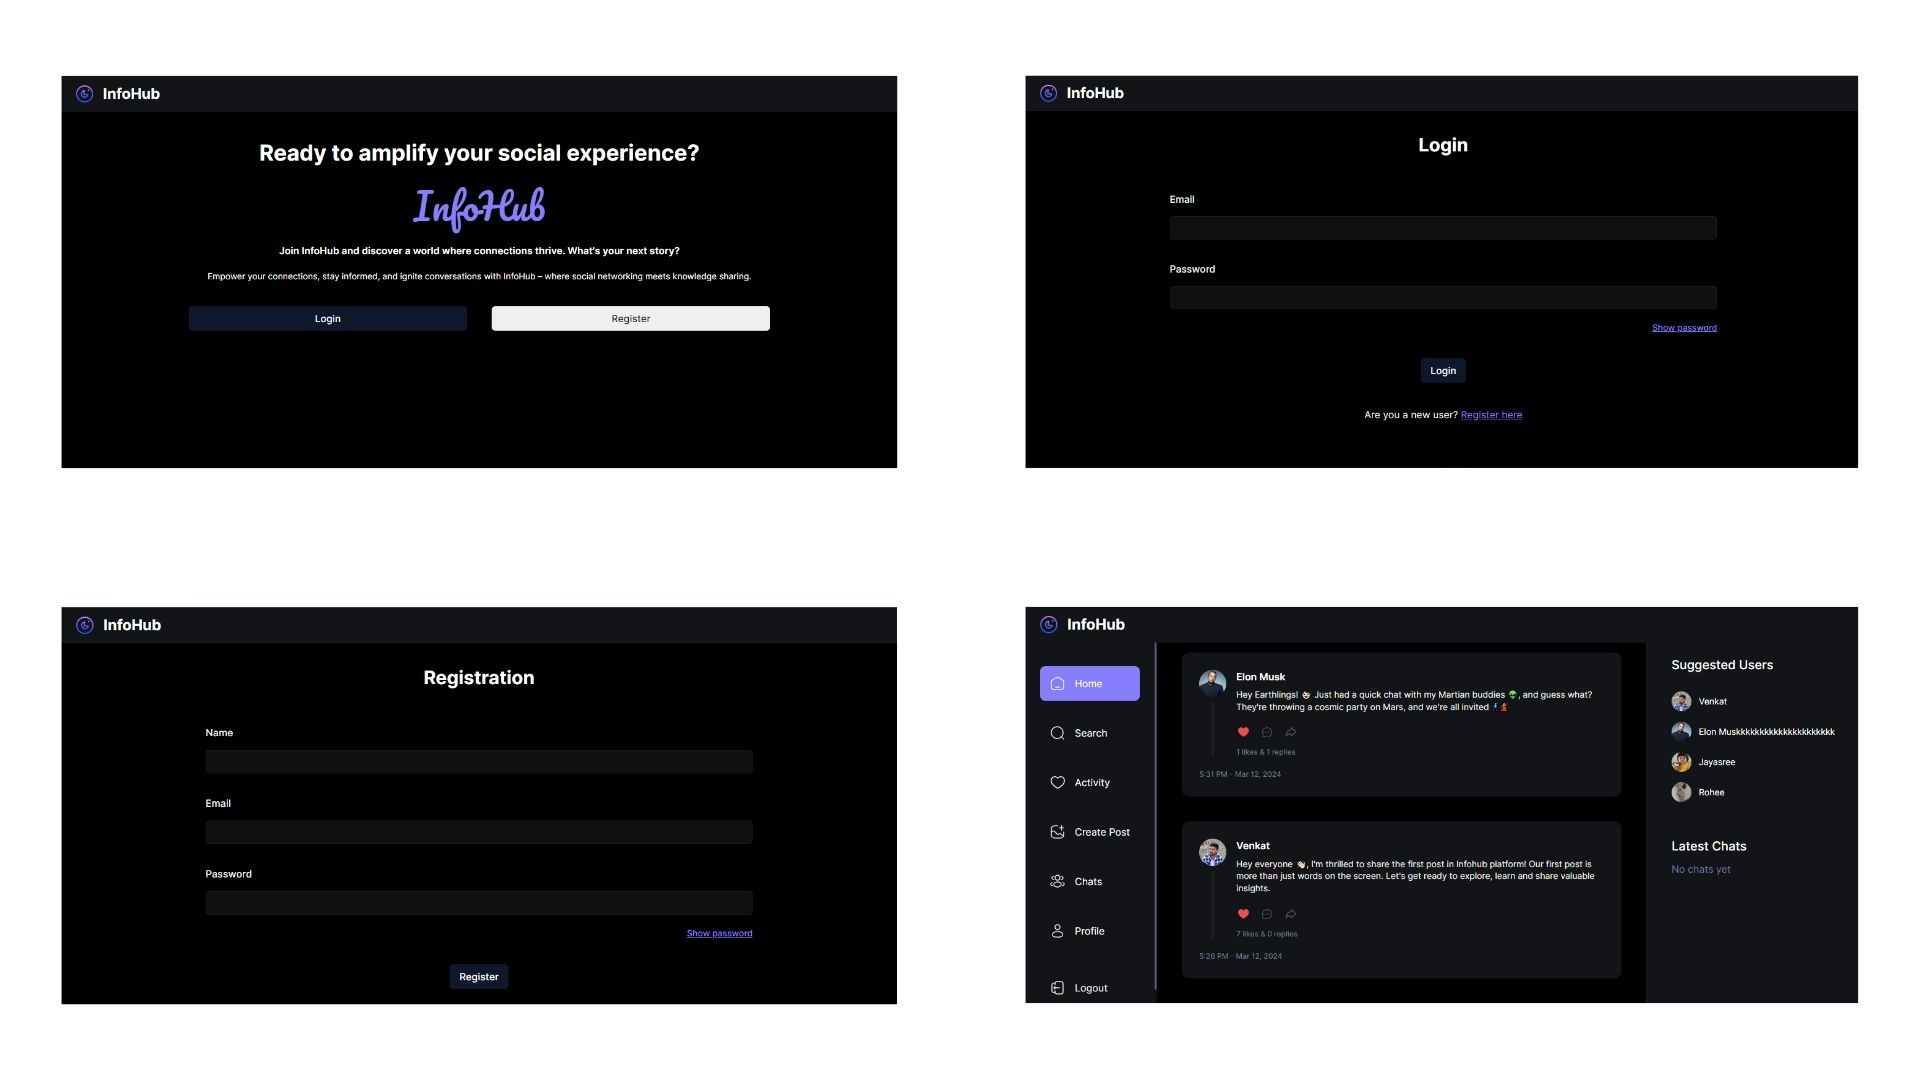 InfoHub
Ready to amplify your social experience?
InfoHub
Join InfoHub and discover a world where connections thrive. What's your next story?
Empower your connections, stay informed, and ignite conversations with InfoHub – where social networking meets knowledge sharing.
Login
Register
InfoHub
Login
Email
Password
Show password
Login
Are you a new user? Register here
InfoHub
Registration
Name
Email
Password
Show password
Register
InfoHub
Home
Search
Activity
Create Post
Chats
Profile
Logout
Elon Musk
Hey Earthlings! 👋🏻 Just had a quick chat with my Martian buddies 👽, and guess what?
They're throwing a cosmic party on Mars, and we're all invited 🕺💃
1 likes & 1 replies
5:31 PM - Mar 12, 2024
Venkat
Hey everyone 👋🏻, I'm thrilled to share the first post in Infohub platform! Our first post is
more than just words on the screen. Let's get ready to explore, learn and share valuable
insights.
7 likes & 0 replies
5:26 PM - Mar 12, 2024
Suggested Users
Venkat
Elon Muskkkkkkkkkkkkkkkkkkkkkk
Jayasree
Rohee
Latest Chats
No chats yet